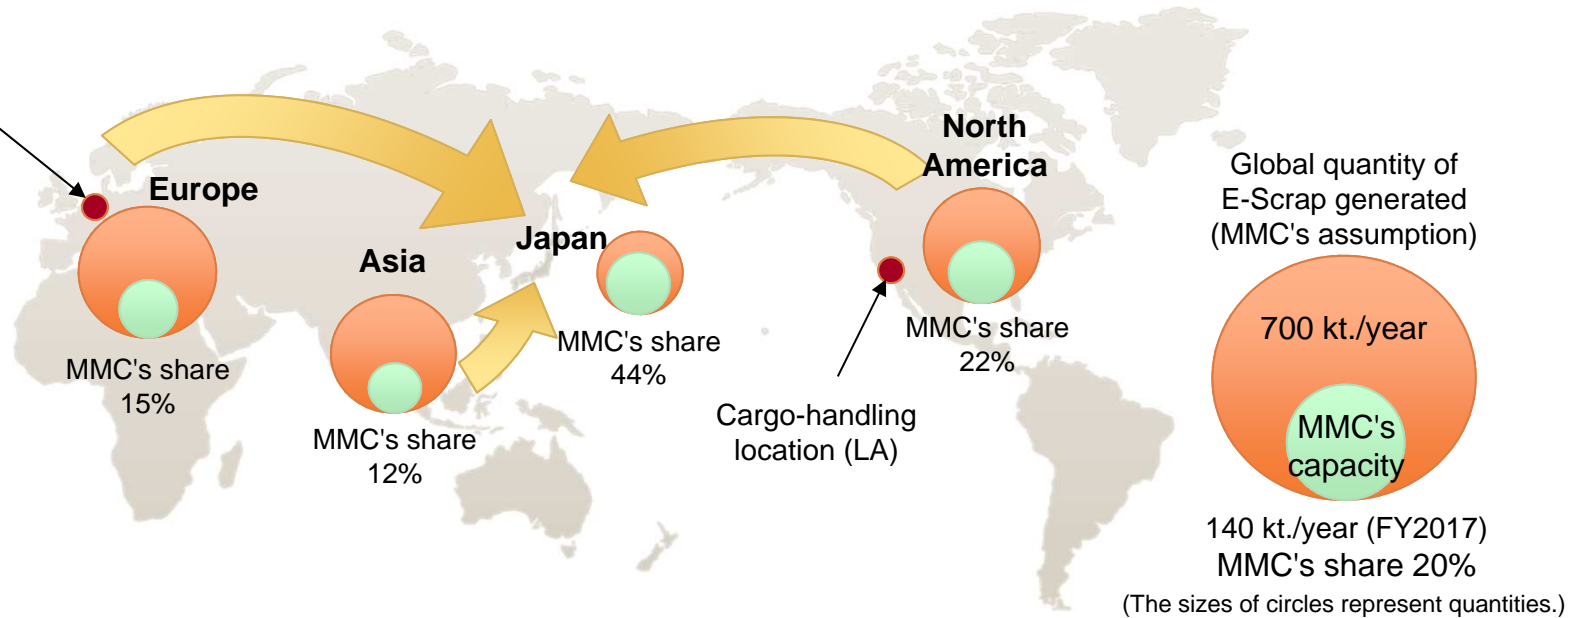 Europe
MMC's share
15%
Asia
MMC's share
12%
Japan
MMC's share
44%
North
America
MMC's share
22%
Cargo-handling
location (LA)
Global quantity of
E-Scrap generated
(MMC's assumption)
700 kt./year
MMC's
capacity
140 kt./year (FY2017)
MMC's share 20%
(The sizes of circles represent quantities.)